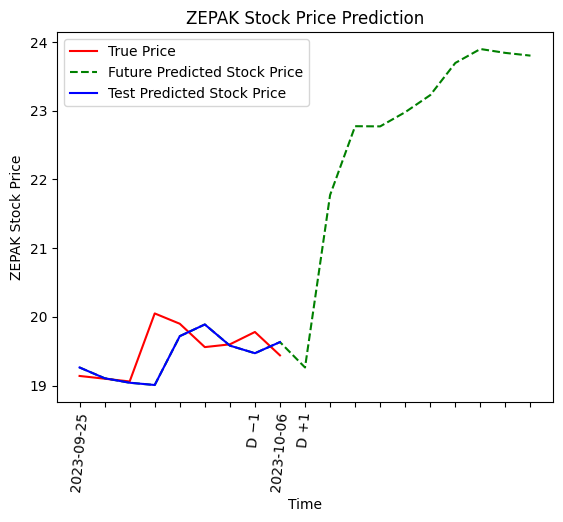 ZEPAK Stock Price Prediction
True Price
Future Predicted Stock Price
Test Predicted Stock Price
ZEPAK Stock Price
24
23
22
21
20
19
2023-09-25
D −1
2023-10-06
D +1
Time